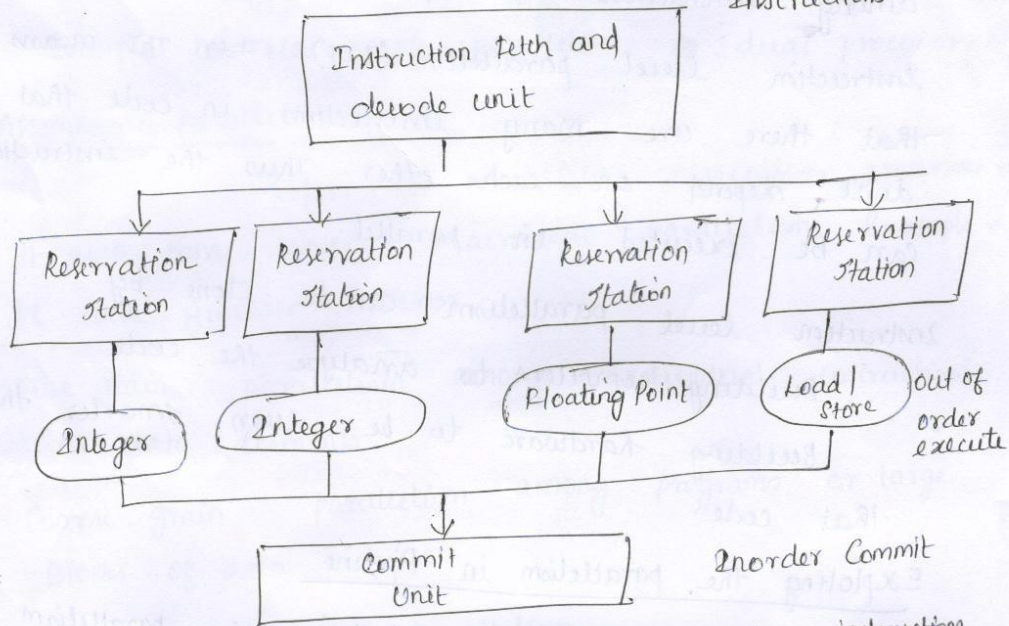 Instruction Fetch and
decode unit
Reservation
Station
Reservation
Station
Reservation
Station
Reservation
Station
Integer
Integer
Floating Point
Load /
Store
out of
order
execute
Commit
Unit
Inorder Commit